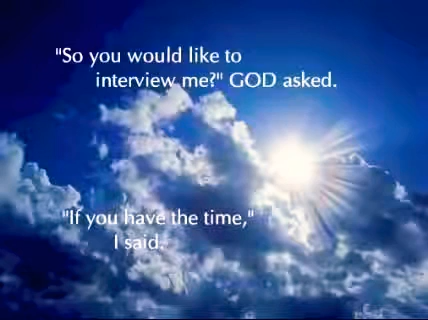 "So you would like to
interview me?" GOD asked.
"If you have the time,"
I said.